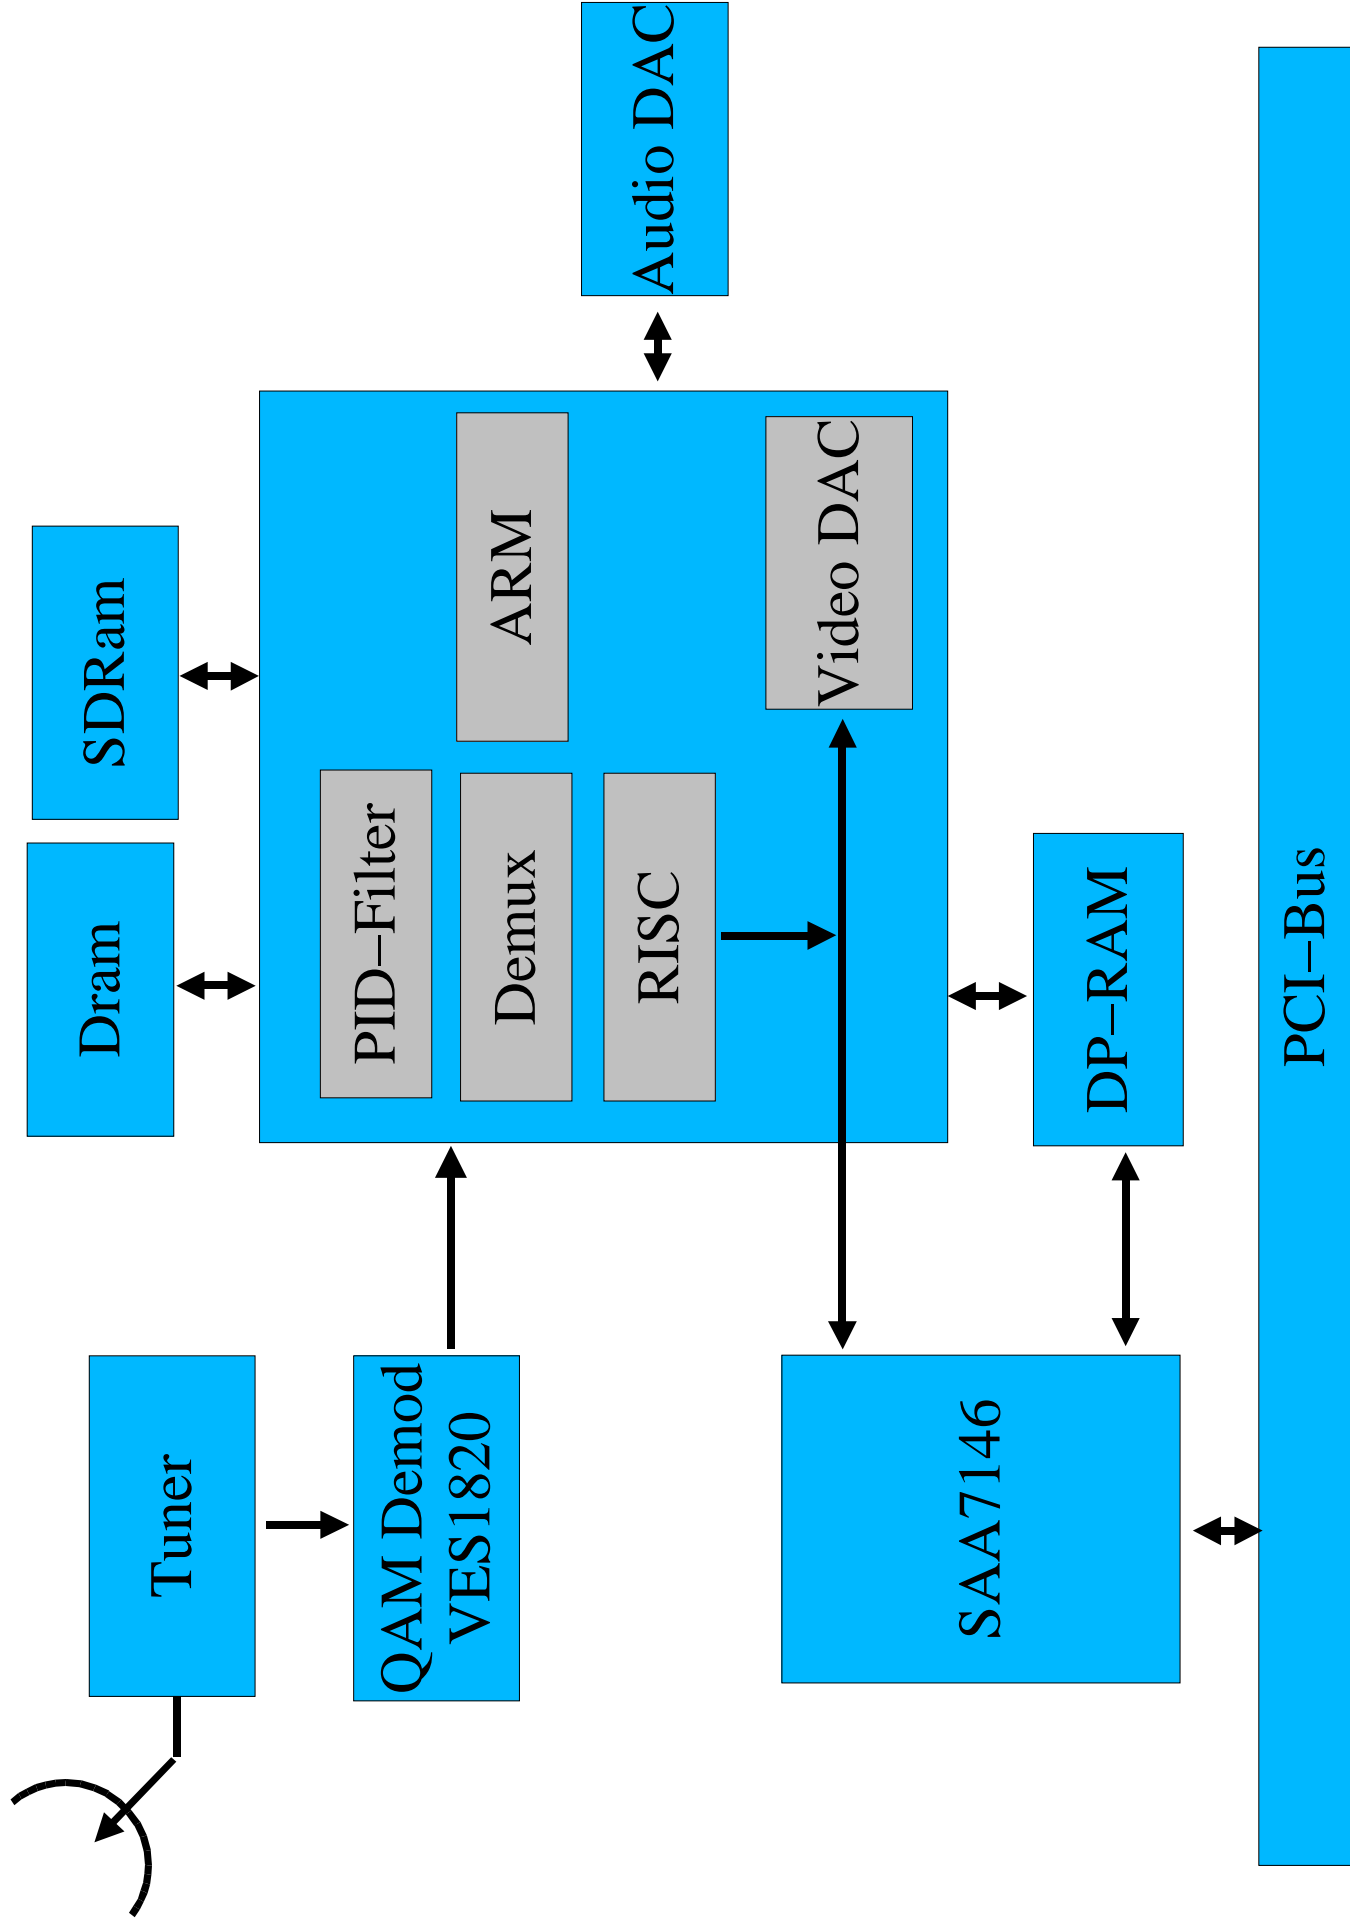 Tuner
QAM Demod
VES1820
SAA7146
Dram
SDRam
PID–Filter
Demux
RISC
ARM
Video DAC
Audio DAC
DP–RAM
PCI–Bus